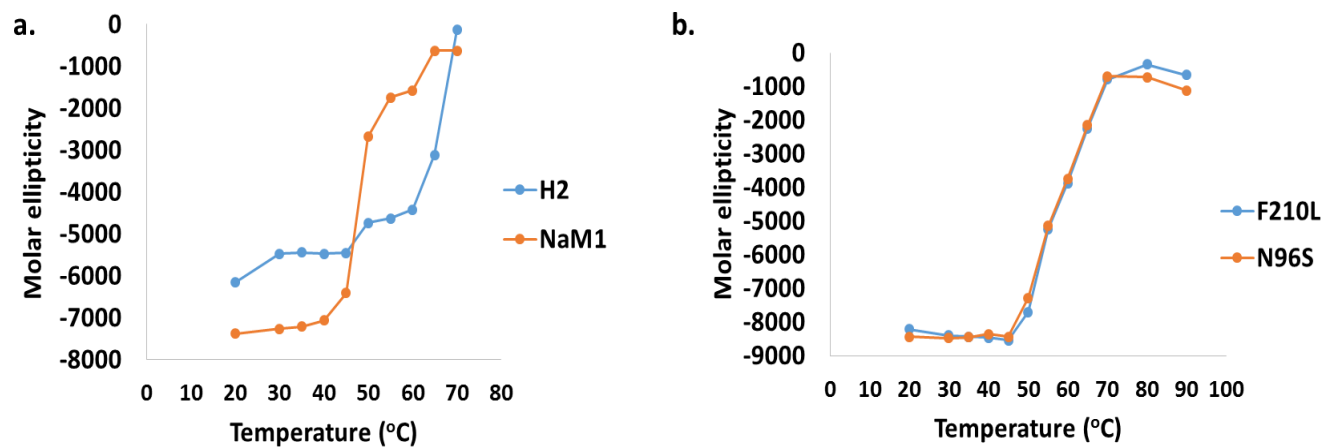 a.
Molar ellipticity
0
-1000
-2000
-3000
-4000
-5000
-6000
-7000
-8000
0 10 20 30 40 50 60 70 80
Temperature (°C)
H2
NaM1
b.
Molar ellipticity
0
-1000
-2000
-3000
-4000
-5000
-6000
-7000
-8000
-9000
0 10 20 30 40 50 60 70 80 90 100
Temperature (°C)
F210L
N96S